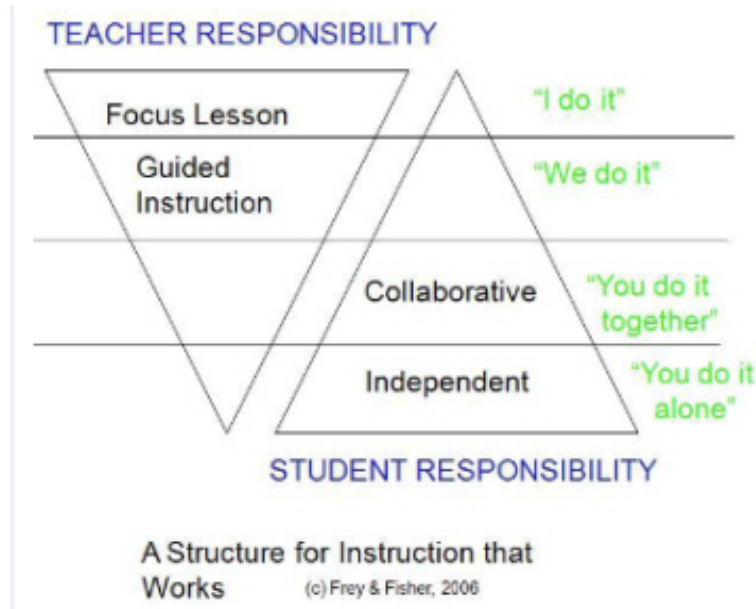 TEACHER RESPONSIBILITY
Focus Lesson
"I do it"
Guided
Instruction
"We do it"
Collaborative
"You do it
together"
Independent
"You do it
alone"
STUDENT RESPONSIBILITY
A Structure for Instruction that
Works (c) Frey & Fisher, 2006